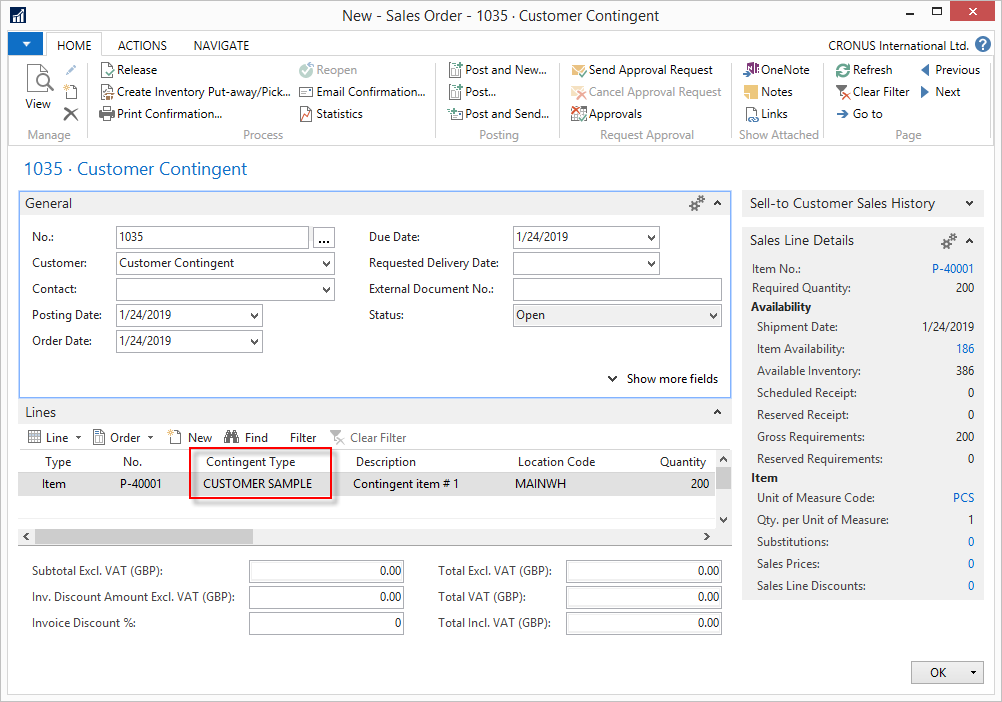 New - Sales Order - 1035 · Customer Contingent
HOME ACTIONS NAVIGATE CRONUS International Ltd. ?
View
Manage
Release
Create Inventory Put-away/Pick...
Print Confirmation...
Reopen
Email Confirmation...
Statistics
Process
Post and New...
Post...
Post and Send...
Posting
Send Approval Request
Cancel Approval Request
Approvals
Request Approval
OneNote
Notes
Links
Show Attached
Refresh
Clear Filter
Go to
Previous
Next
Page
1035 · Customer Contingent
General
No.: 1035 ...
Customer: Customer Contingent
Contact:
Posting Date: 1/24/2019
Order Date: 1/24/2019
Due Date: 1/24/2019
Requested Delivery Date:
External Document No.:
Status: Open
Show more fields
Lines
Line Order New Find Filter Clear Filter
Type No. Contingent Type Description Location Code Quantity
Item P-40001 CUSTOMER SAMPLE Contingent item # 1 MAINWH 200
Subtotal Excl. VAT (GBP): 0.00
Inv. Discount Amount Excl. VAT (GBP): 0.00
Invoice Discount %: 0
Total Excl. VAT (GBP): 0.00
Total VAT (GBP): 0.00
Total Incl. VAT (GBP): 0.00
Sell-to Customer Sales History
Sales Line Details
Item No.: P-40001
Required Quantity: 200
Availability
Shipment Date: 1/24/2019
Item Availability: 186
Available Inventory: 386
Scheduled Receipt: 0
Reserved Receipt: 0
Gross Requirements: 200
Reserved Requirements: 0
Item
Unit of Measure Code: PCS
Qty. per Unit of Measure: 1
Substitutions: 0
Sales Prices: 0
Sales Line Discounts: 0
OK